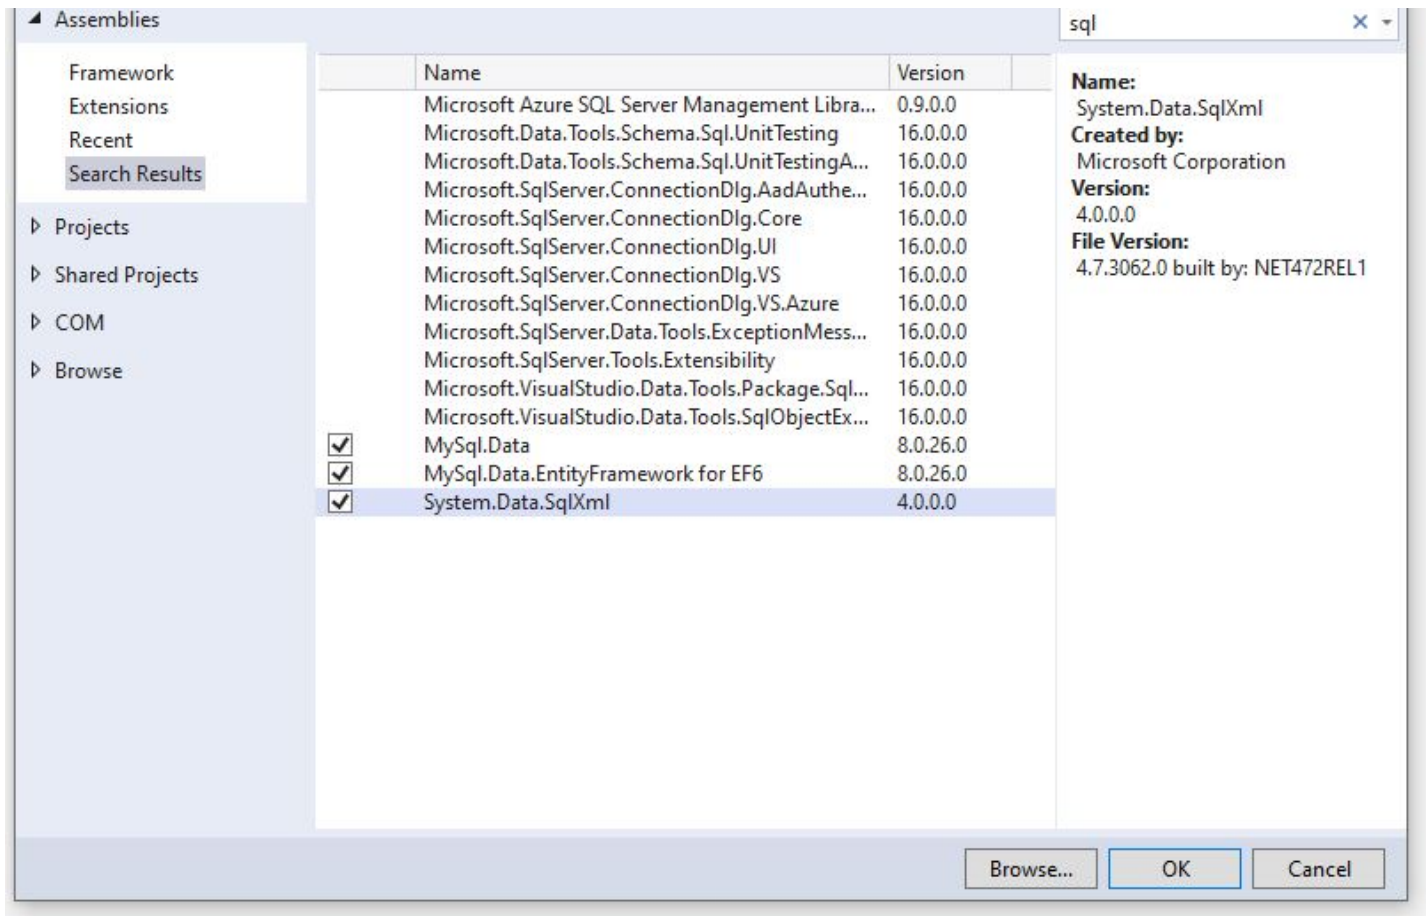 Assemblies
sql
Framework
Extensions
Recent
Search Results
Projects
Shared Projects
COM
Browse
Name Version
Microsoft Azure SQL Server Management Libra... 0.9.0.0
Microsoft.Data.Tools.Schema.Sql.UnitTesting 16.0.0.0
Microsoft.Data.Tools.Schema.Sql.UnitTestingA... 16.0.0.0
Microsoft.SqlServer.ConnectionDlg.AadAuthe... 16.0.0.0
Microsoft.SqlServer.ConnectionDlg.Core 16.0.0.0
Microsoft.SqlServer.ConnectionDlg.UI 16.0.0.0
Microsoft.SqlServer.ConnectionDlg.VS 16.0.0.0
Microsoft.SqlServer.ConnectionDlg.VS.Azure 16.0.0.0
Microsoft.SqlServer.Data.Tools.ExceptionMess... 16.0.0.0
Microsoft.SqlServer.Tools.Extensibility 16.0.0.0
Microsoft.VisualStudio.Data.Tools.Package.Sql... 16.0.0.0
Microsoft.VisualStudio.Data.Tools.SqlObjectEx... 16.0.0.0
MySql.Data 8.0.26.0
MySql.Data.EntityFramework for EF6 8.0.26.0
System.Data.SqlXml 4.0.0.0
Name:
System.Data.SqlXml
Created by:
Microsoft Corporation
Version:
4.0.0.0
File Version:
4.7.3062.0 built by: NET472REL1
Browse... OK Cancel